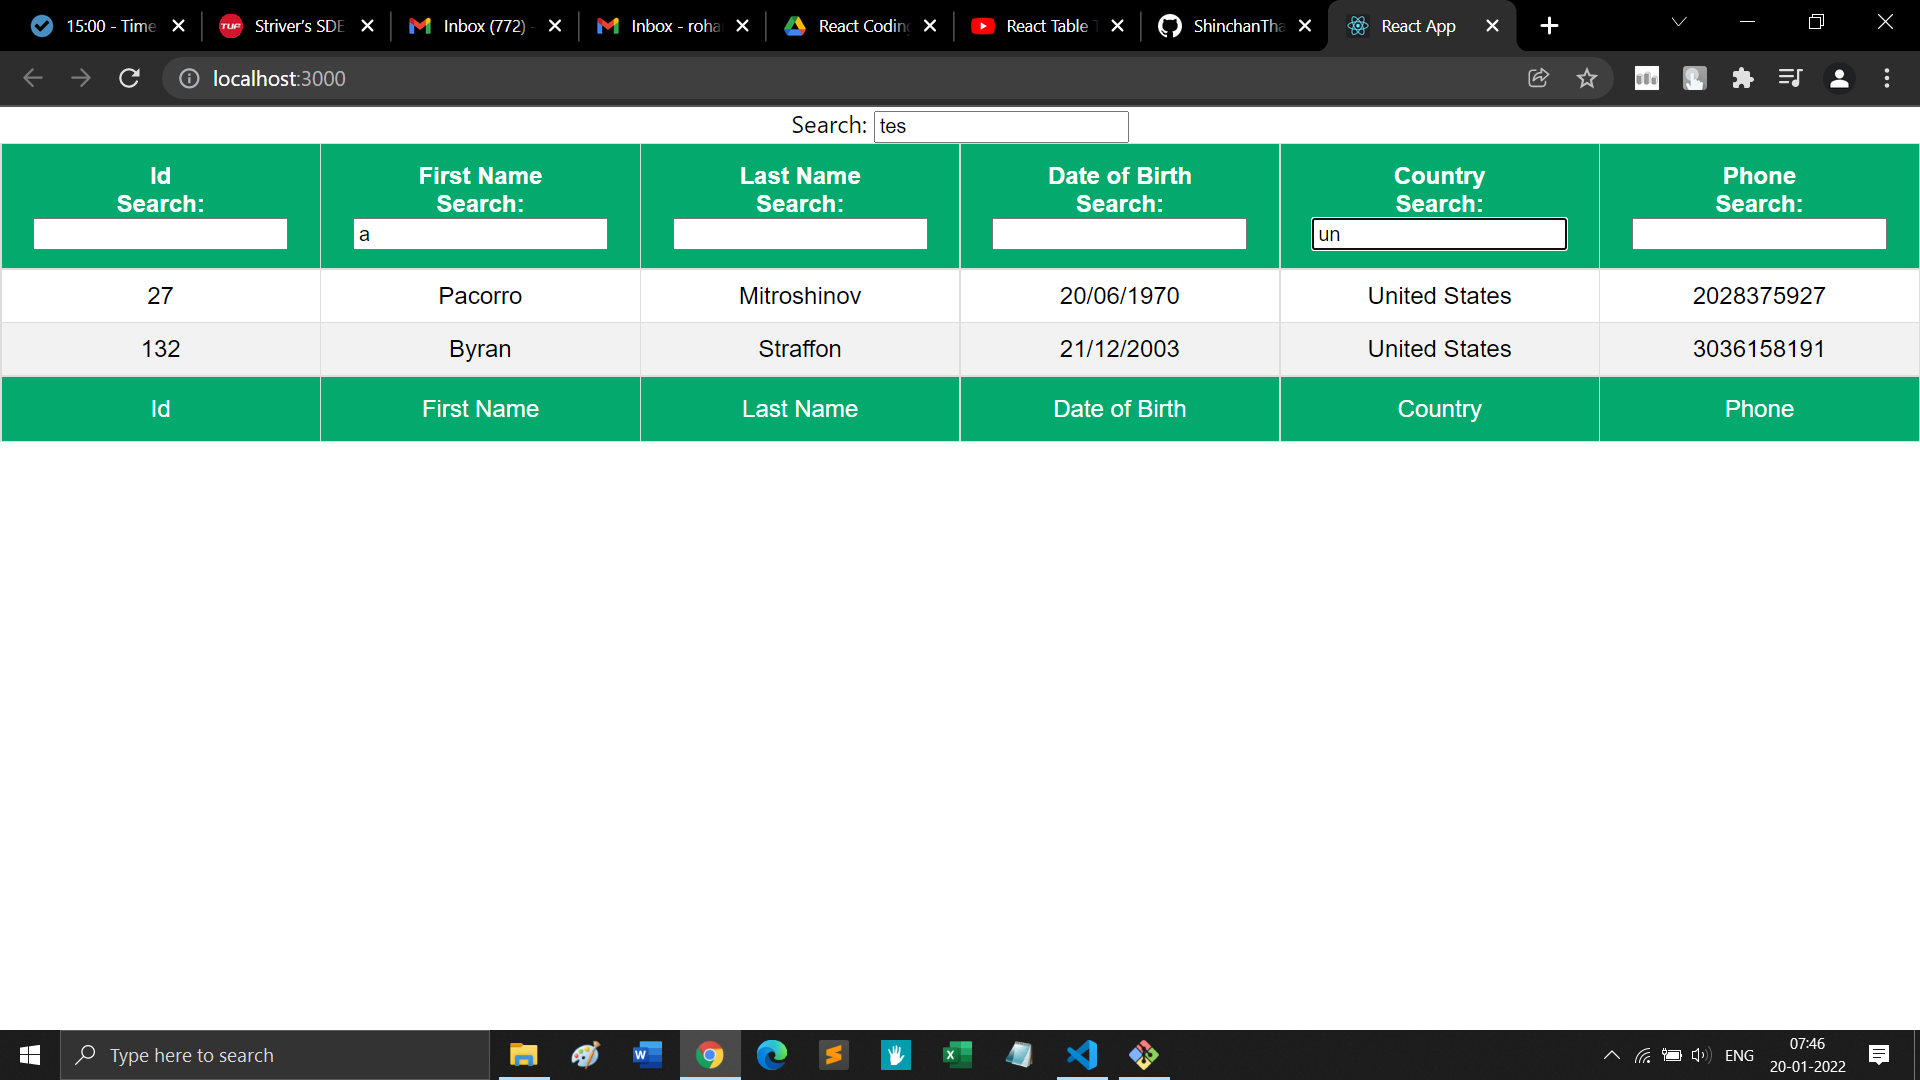 15:00 - Time
TUF Striver's SDE
Inbox (772) -
Inbox - roha
React Coding
React Table T
ShinchanTha
React App
localhost:3000
Search: tes
Id First Name Last Name Date of Birth Country Phone
Search: Search: Search: Search: Search: Search:
a un
27 Pacorro Mitroshinov 20/06/1970 United States 2028375927
132 Byran Straffon 21/12/2003 United States 3036158191
Id First Name Last Name Date of Birth Country Phone
Type here to search
ENG
07:46
20-01-2022